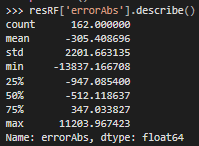 >>> resRF['errorAbs'].describe()
count      162.000000
mean      -305.408696
std       2201.663135
min     -13837.166708
25%       -947.085400
50%       -512.118637
75%        347.033827
max      11203.967423
Name: errorAbs, dtype: float64